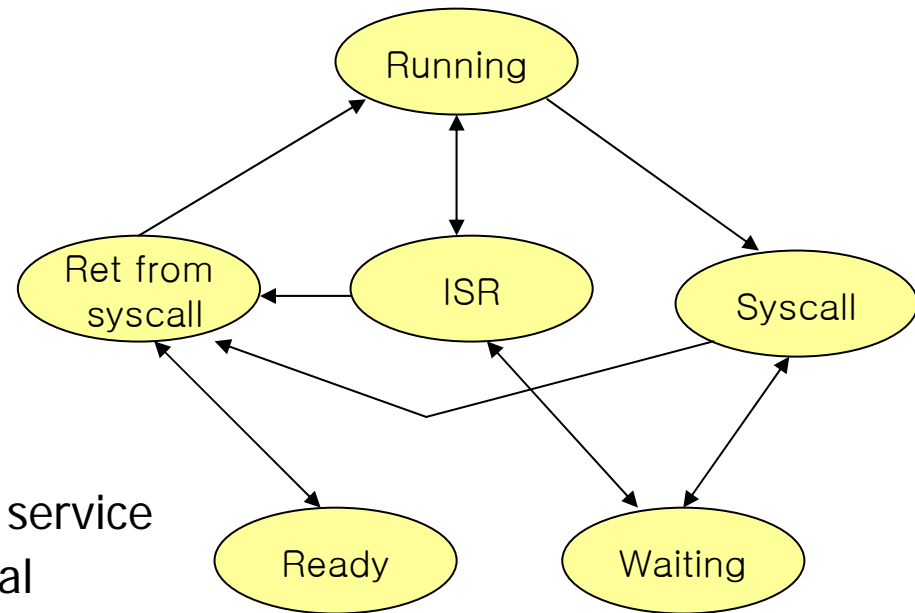 Running
Ret from
syscall
ISR
Syscall
service
al
Ready
Waiting